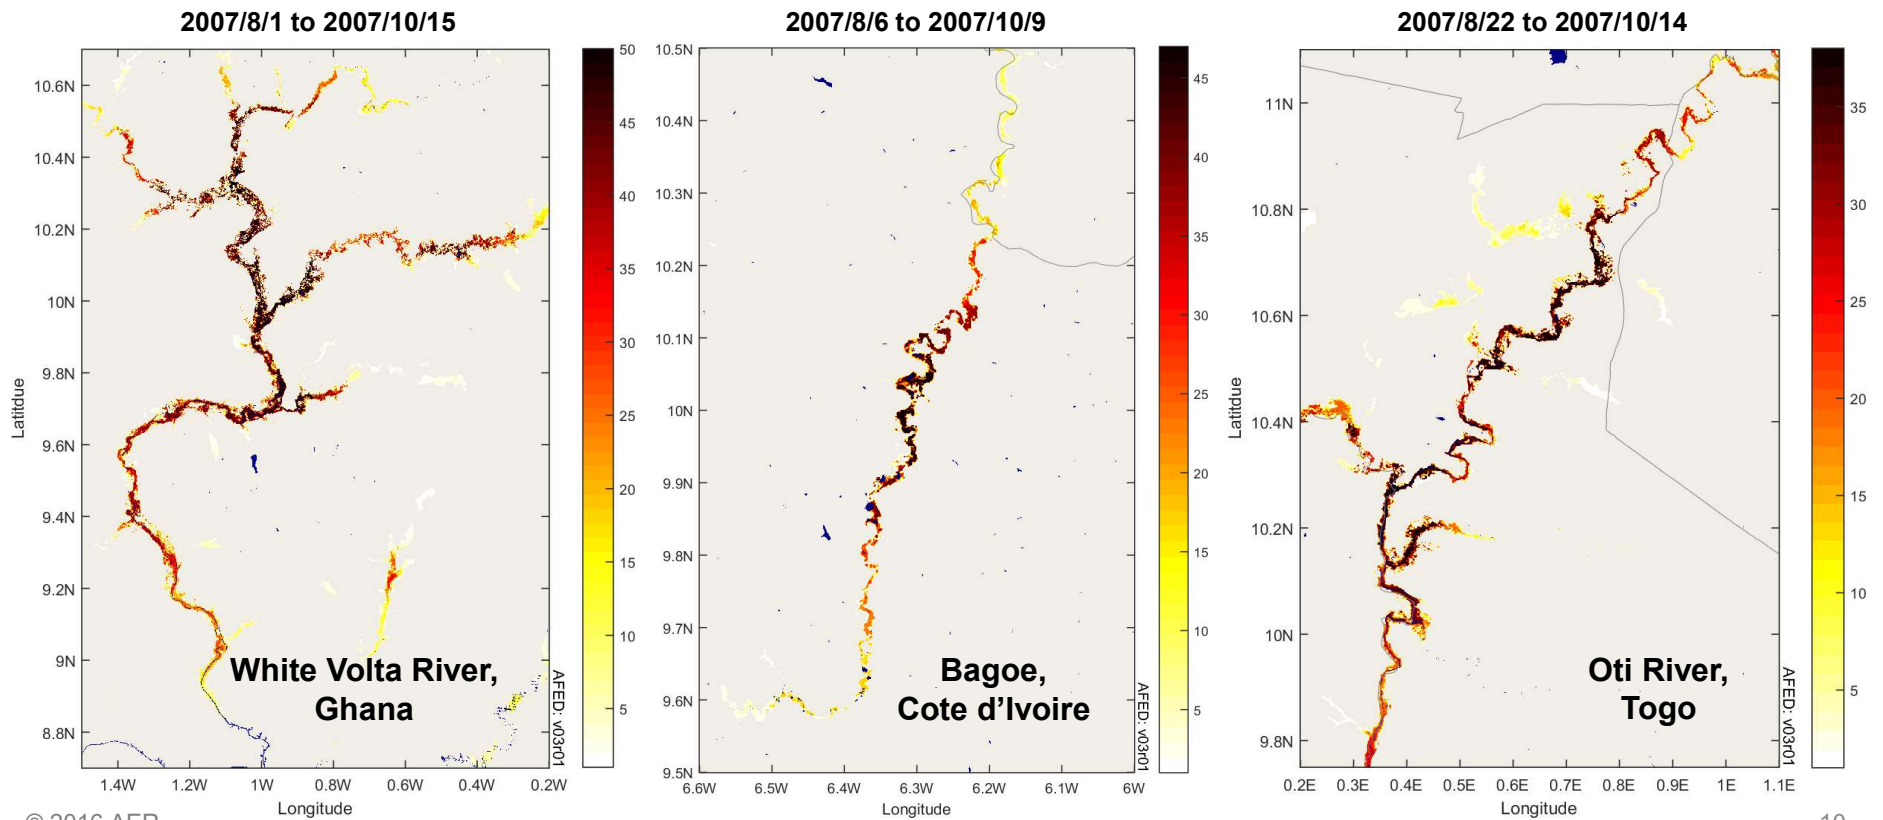 2007/8/1 to 2007/10/15
10.6N
10.4N
10.2N
10N
9.8N
9.6N
9.4N
9.2N
9N
8.8N
Latitdue
1.4W 1.2W 1W 0.8W 0.6W 0.4W 0.2W
Longitude
White Volta River,
Ghana
AFED: v03r01
50
45
40
35
30
25
20
15
10
5
2007/8/6 to 2007/10/9
10.5N
10.4N
10.3N
10.2N
10.1N
10N
9.9N
9.8N
9.7N
9.6N
9.5N
6.6W 6.5W 6.4W 6.3W 6.2W 6.1W 6W
Longitude
Bagoe,
Cote d'Ivoire
AFED: v03r01
45
40
35
30
25
20
15
10
5
2007/8/22 to 2007/10/14
11N
10.8N
10.6N
10.4N
10.2N
10N
9.8N
Latitdue
0.2E 0.3E 0.4E 0.5E 0.6E 0.7E 0.8E 0.9E 1E 1.1E
Longitude
Oti River,
Togo
AFED: v03r01
35
30
25
20
15
10
5
© 2016 AER
10